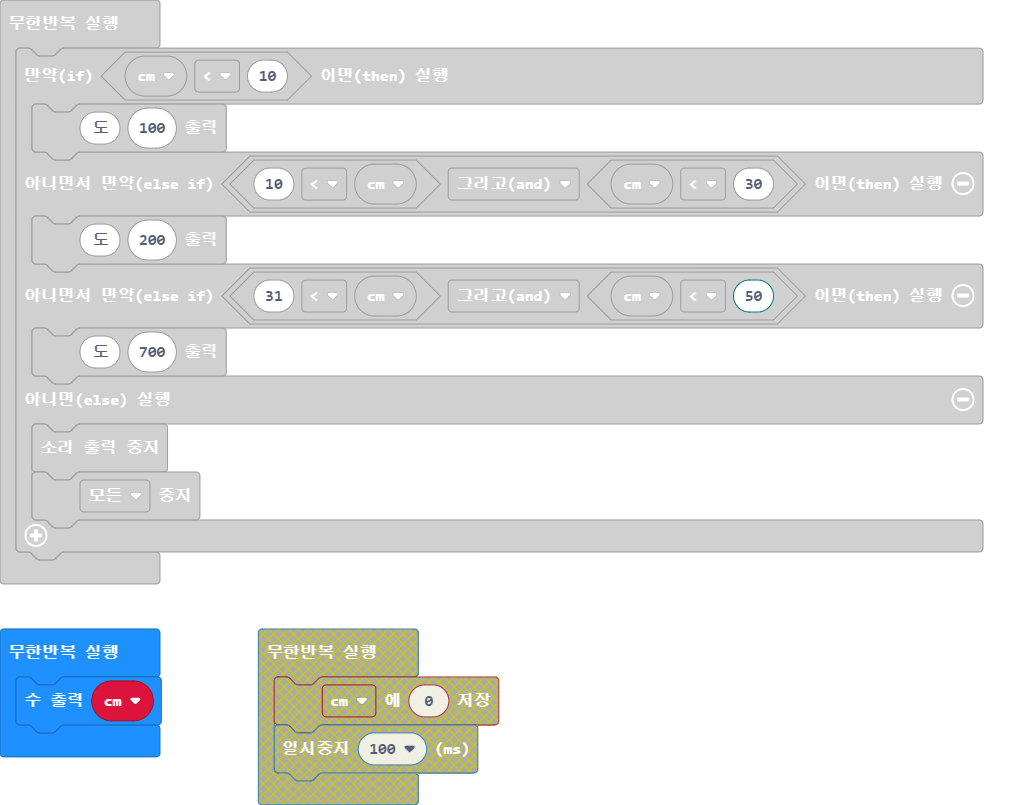 무한반복 실행
만약(if) cm < 10 이면(then) 실행
도 100 출력
아니면서 만약(else if) 10 < cm 그리고(and) cm < 30 이면(then) 실행
도 200 출력
아니면서 만약(else if) 31 < cm 그리고(and) cm < 50 이면(then) 실행
도 700 출력
아니면(else) 실행
소리 출력 중지
모든 중지
무한반복 실행
수 출력 cm
무한반복 실행
cm 에 0 저장
일시중지 100 (ms)